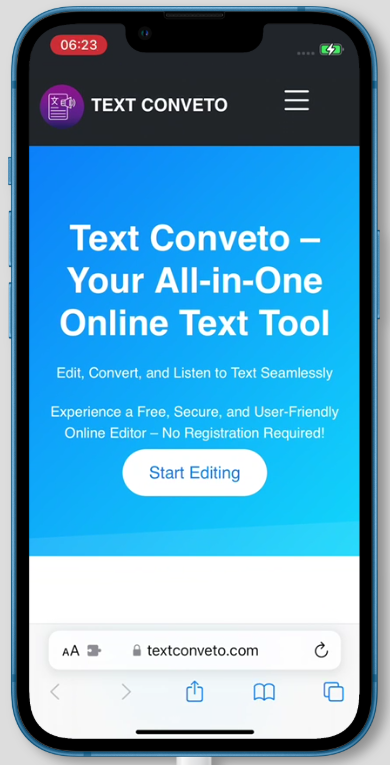 06:23
TEXT CONVETO
Text Conveto –
Your All-in-One
Online Text Tool
Edit, Convert, and Listen to Text Seamlessly
Experience a Free, Secure, and User-Friendly
Online Editor – No Registration Required!
Start Editing
AA textconveto.com